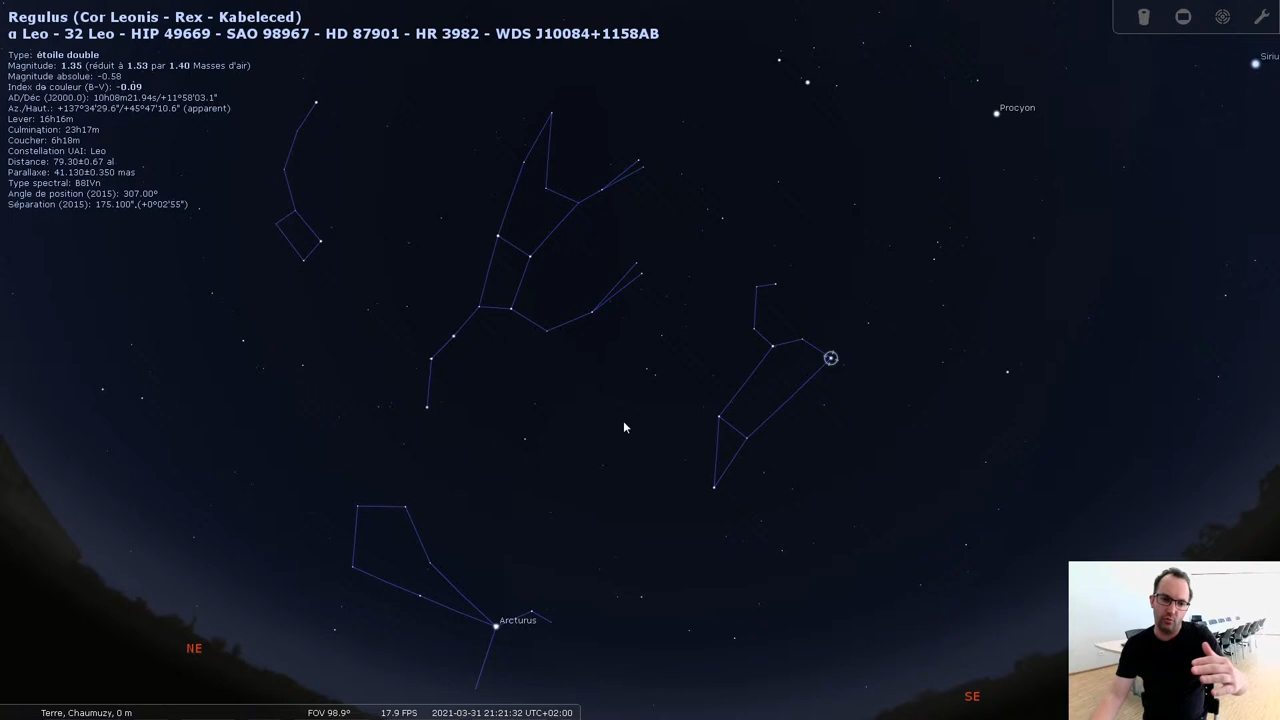 Regulus (Cor Leonis - Rex - Kabeleced)
α Leo - 32 Leo - HIP 49669 - SAO 98967 - HD 87901 - HR 3982 - WDS J10084+1158AB
Type: étoile double
Magnitude: 1.35 (réduit à 1.53 par 1.40 Masses d'air)
Magnitude absolue: -0.58
Index de couleur (B-V): -0.09
AD/Déc (J2000.0): 10h08m21.94s/+11°58'03.1"
Az./Haut.: +137°34'29.6"/+45°47'10.6" (apparent)
Lever: 16h16m
Culmination: 23h17m
Coucher: 6h18m
Constellation UAI: Leo
Distance: 79.30±0.67 al
Parallaxe: 41.130±0.350 mas
Type spectral: B8IVn
Angle de position (2015): 307.00°
Séparation (2015): 175.100" (+0°02'55")
Siriu
Procyon
Arcturus
NE
SE
Terre, Chaumuzy, 0 m
FOV 98.9°
17.9 FPS
2021-03-31 21:21:32 UTC+02:00